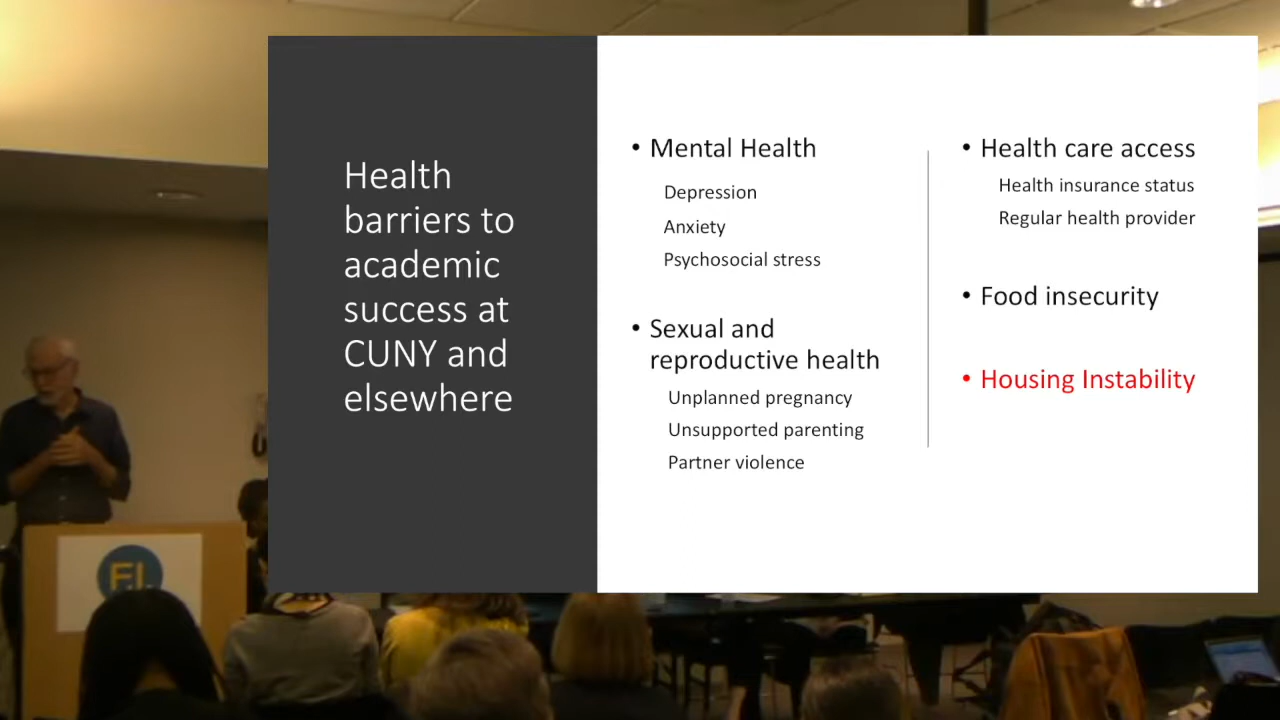 Health
barriers to
academic
success at
CUNY and
elsewhere
• Mental Health
Depression
Anxiety
Psychosocial stress
• Sexual and
reproductive health
Unplanned pregnancy
Unsupported parenting
Partner violence
• Health care access
Health insurance status
Regular health provider
• Food insecurity
• Housing Instability